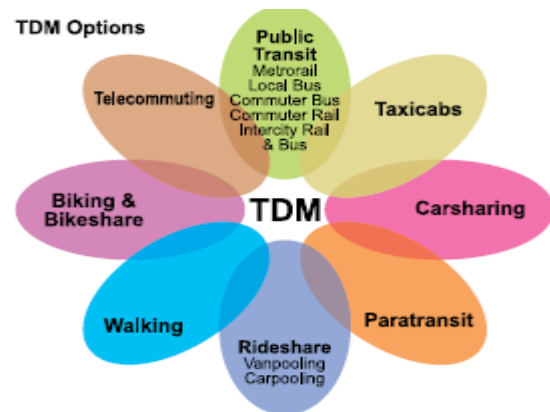 TDM Options
Public
Transit
Metrorail
Local Bus
Commuter Bus
Commuter Rail
Intercity Rail
& Bus
Telecommuting
Taxicabs
Biking &
Bikeshare
TDM
Carsharing
Walking
Paratransit
Rideshare
Vanpooling
Carpooling